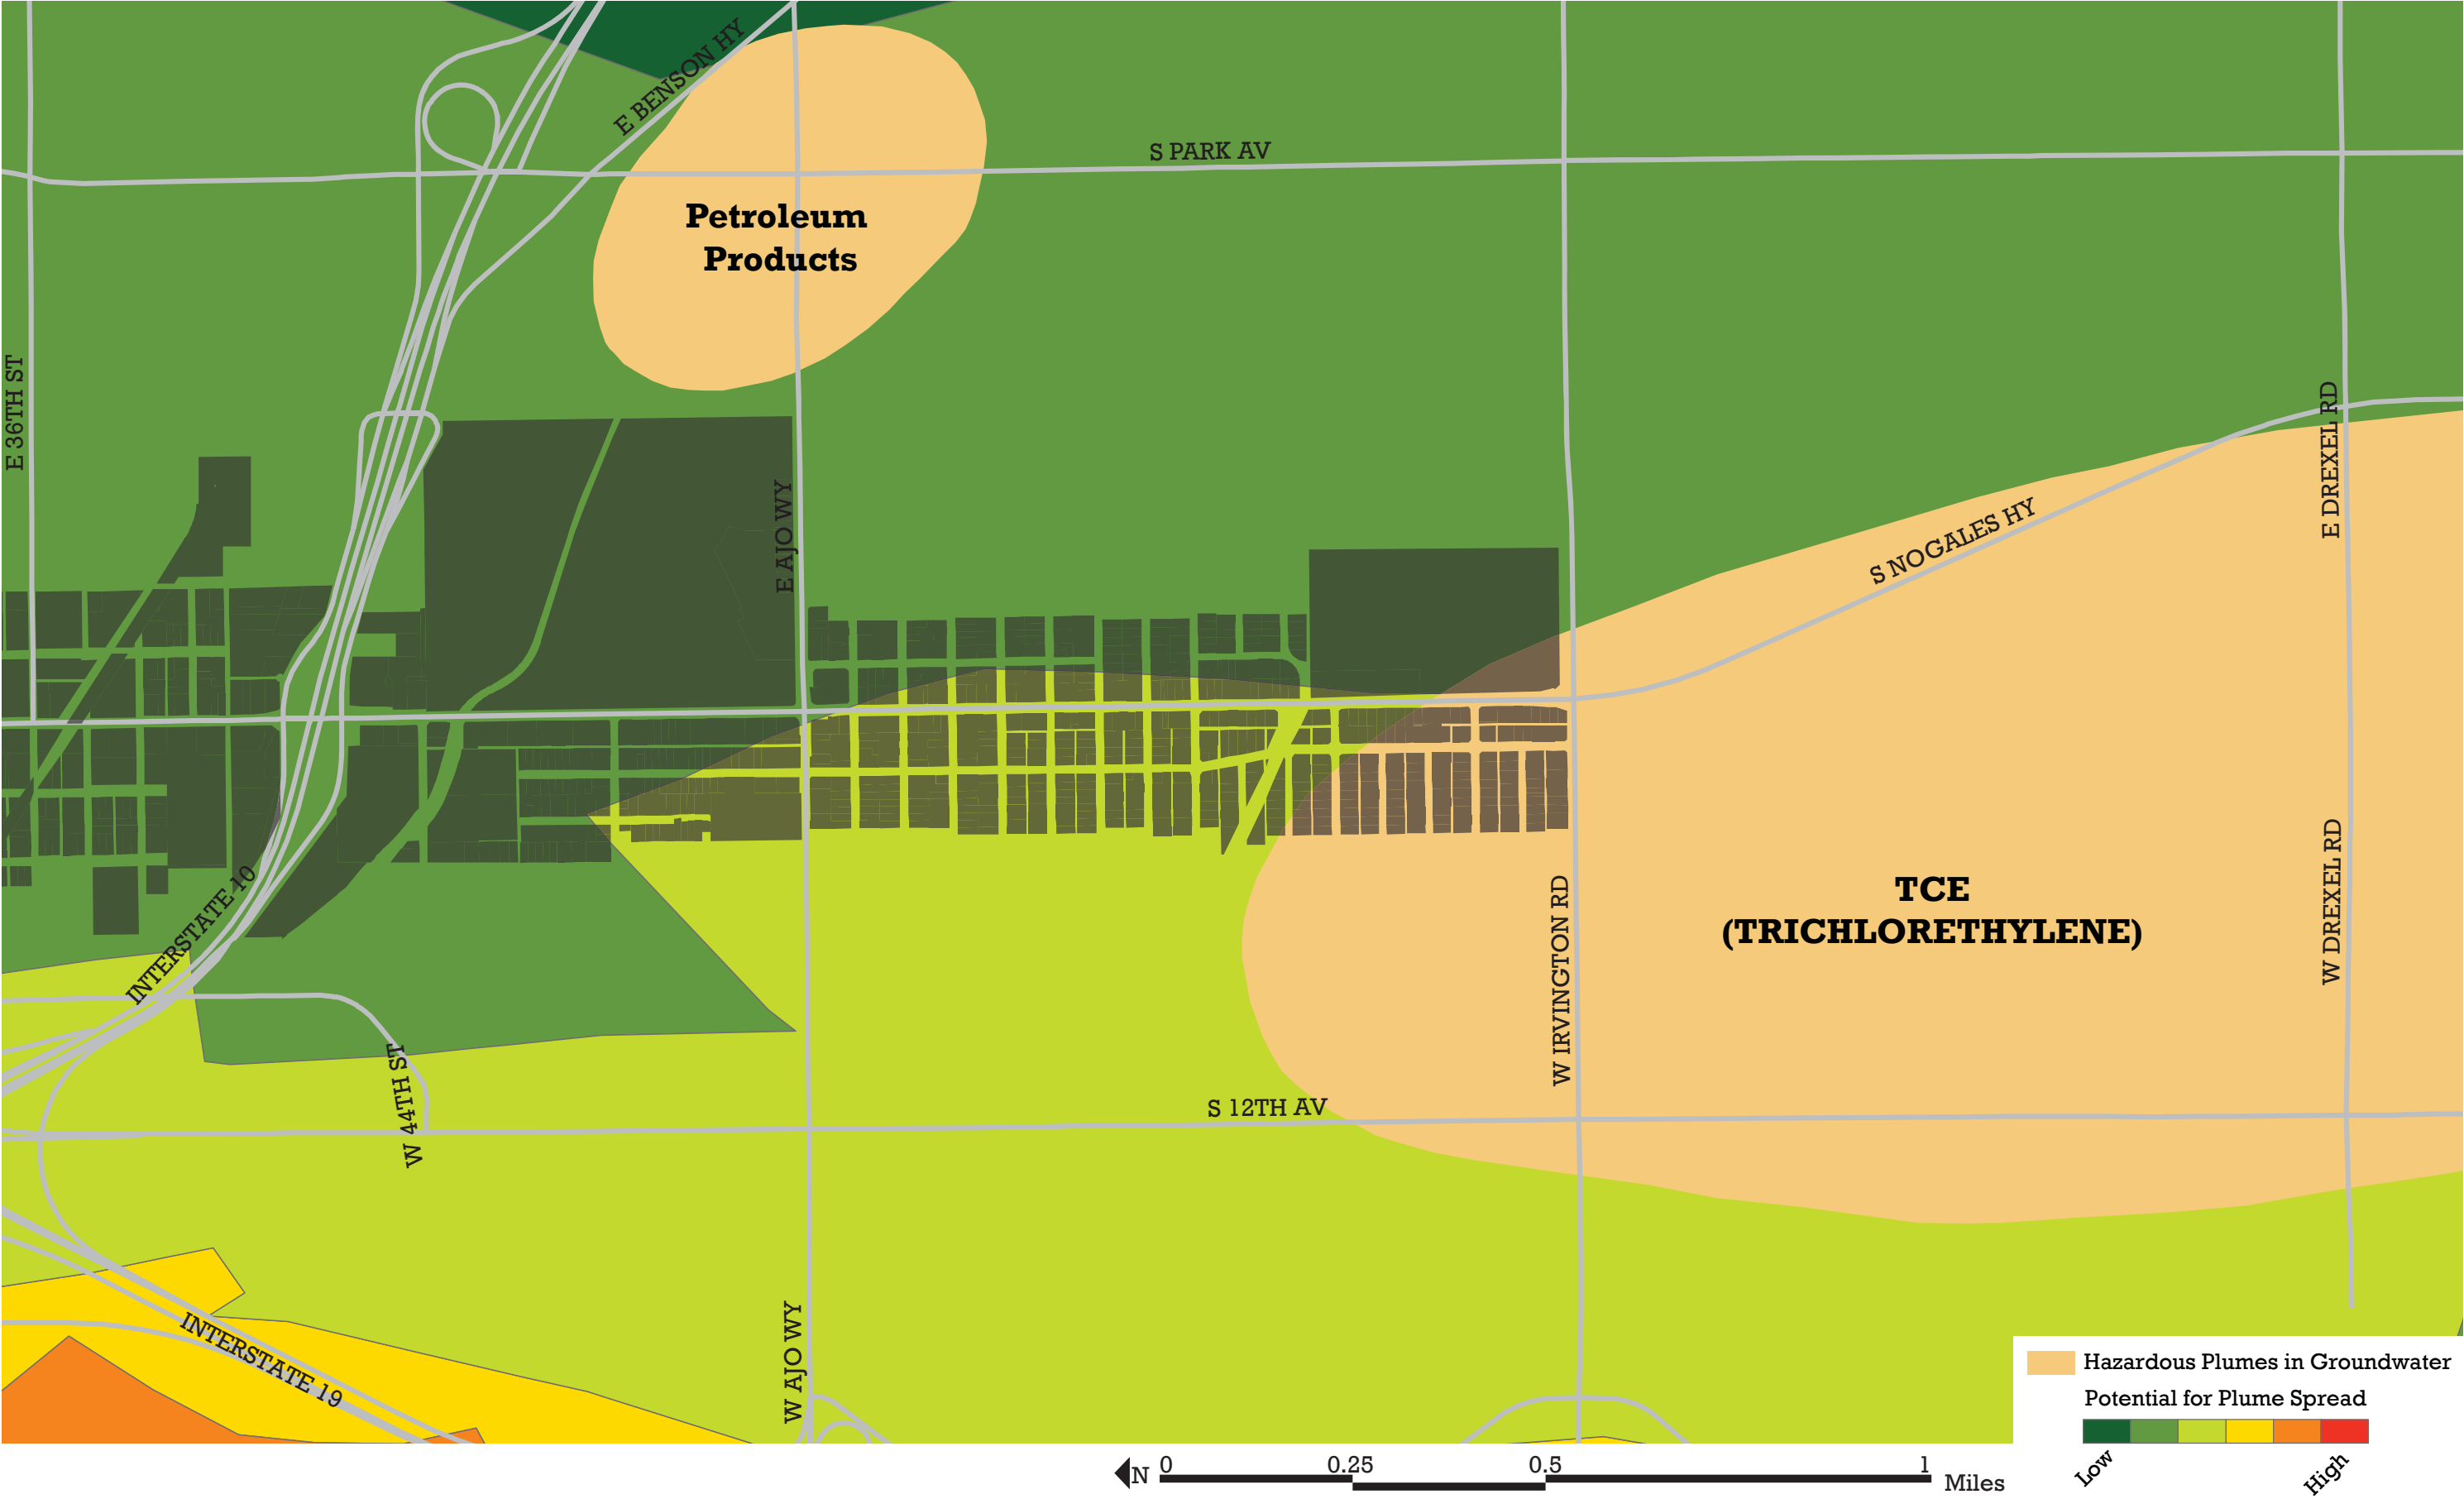 E BENSON HY
S PARK AV
Petroleum
Products
E 36TH ST
E AJO WY
E DREXEL RD
S NOGALES HY
INTERSTATE 10
W IRVINGTON RD
TCE
(TRICHLORETHYLENE)
W DREXEL RD
W 44TH ST
S 12TH AV
INTERSTATE 19
W AJO WY
Hazardous Plumes in Groundwater
Potential for Plume Spread
Low
High
N
0
0.25
0.5
1
Miles